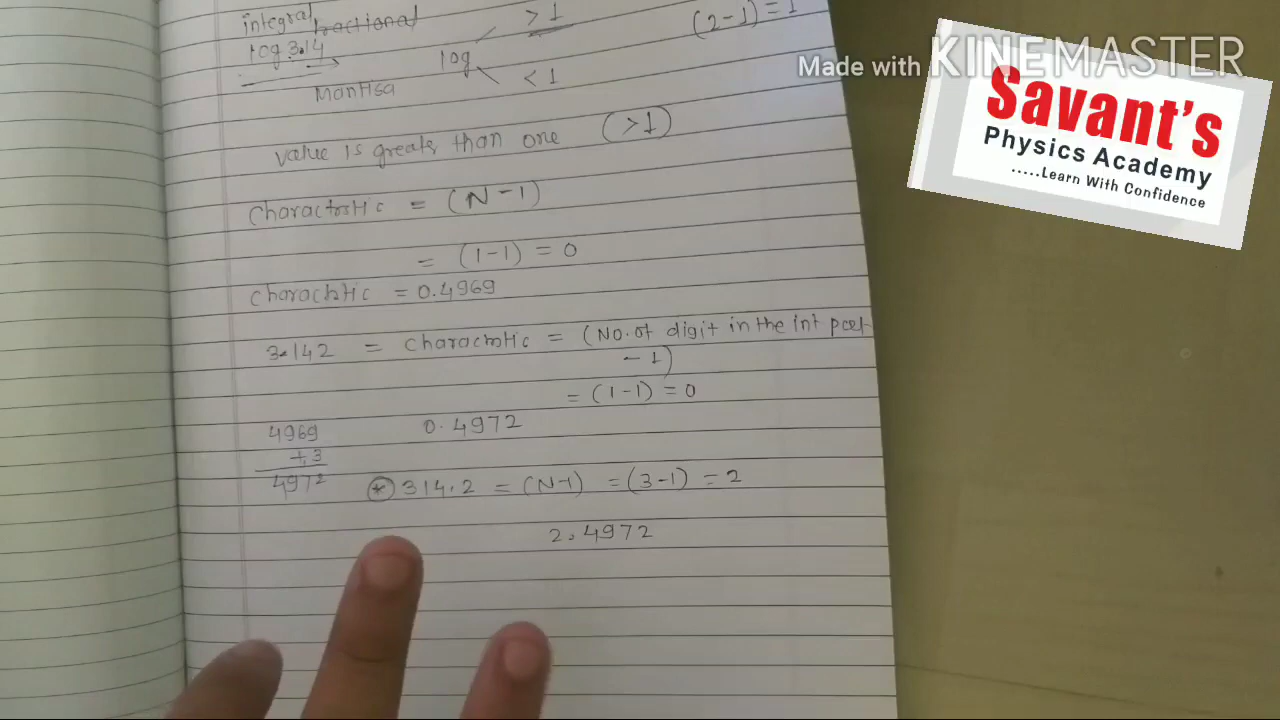 integral fractional
log 3.14
Mantisa
log
> 1
< 1
(2-1) = 1
value is greater than one (>1)
Charactrstic = (N-1)
= (1-1) = 0
Charactrstic = 0.4969
3.142 = Charactrstic = (No. of digit in the int part
- 1)
= (1-1) = 0
4969
+3
4972
0.4972
* 314.2 = (N-1) = (3-1) = 2
2.4972
Made with KINEMASTER
Savant's
Physics Academy
.....Learn With Confidence